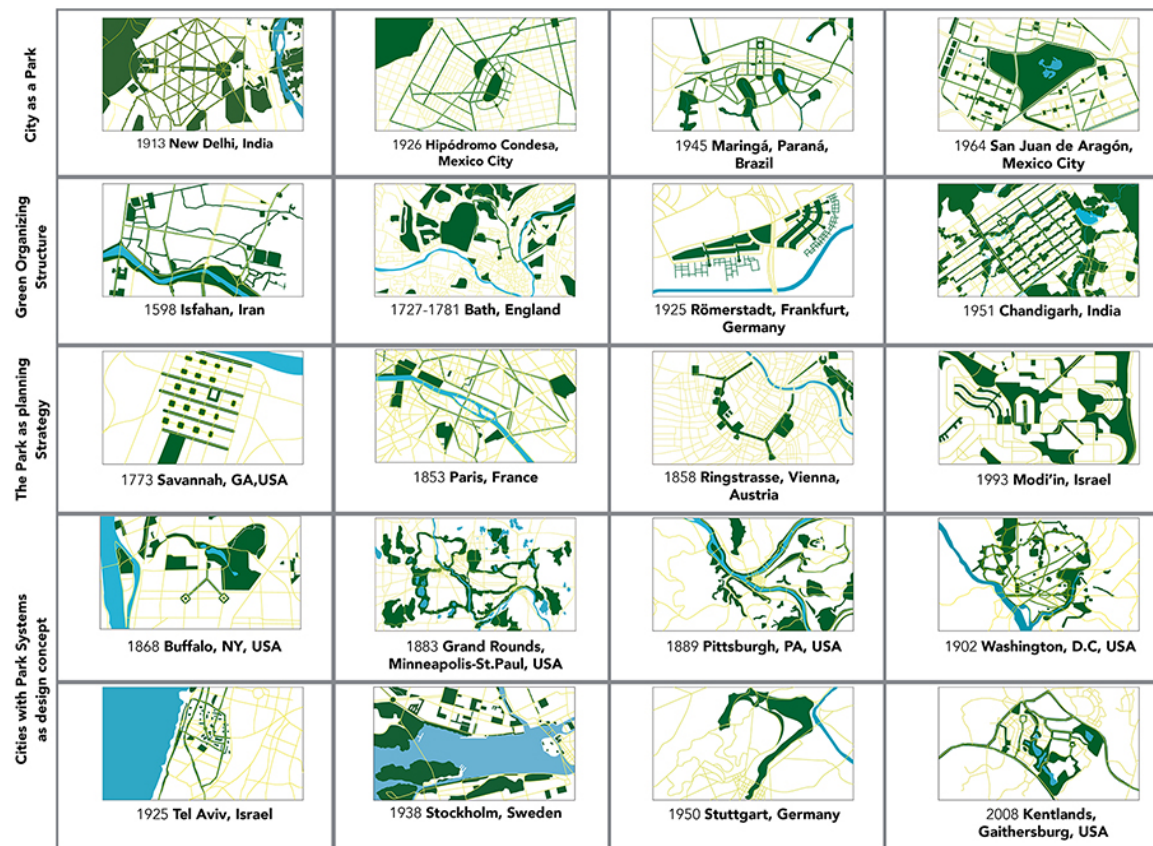 City as a Park
1913 New Delhi, India
1926 Hipódromo Condesa,
Mexico City
1945 Maringá, Paraná,
Brazil
1964 San Juan de Aragón,
Mexico City
Green Organizing
Structure
1598 Isfahan, Iran
1727-1781 Bath, England
1925 Römerstadt, Frankfurt,
Germany
1951 Chandigarh, India
The Park as planning
Strategy
1773 Savannah, GA,USA
1853 Paris, France
1858 Ringstrasse, Vienna,
Austria
1993 Modi’in, Israel
Cities with Park Systems
as design concept
1868 Buffalo, NY, USA
1883 Grand Rounds,
Minneapolis-St.Paul, USA
1889 Pittsburgh, PA, USA
1902 Washington, D.C, USA
1925 Tel Aviv, Israel
1938 Stockholm, Sweden
1950 Stuttgart, Germany
2008 Kentlands,
Gaithersburg, USA